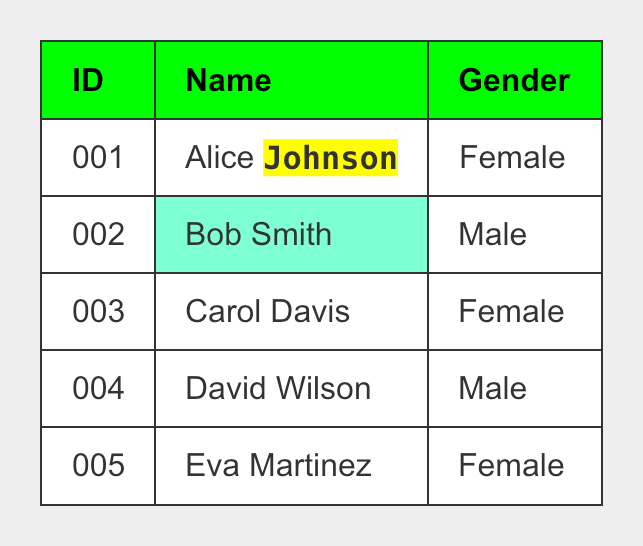 ID Name Gender
001 Alice Johnson Female
002 Bob Smith Male
003 Carol Davis Female
004 David Wilson Male
005 Eva Martinez Female